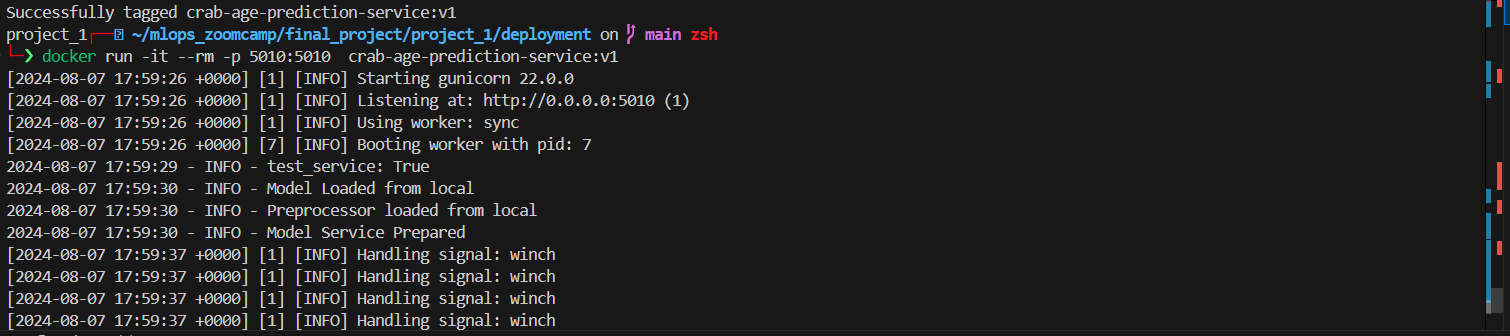 Successfully tagged crab-age-prediction-service:v1
project_1 ~/mlops_zoomcamp/final_project/project_1/deployment on main zsh
❯ docker run -it --rm -p 5010:5010  crab-age-prediction-service:v1
[2024-08-07 17:59:26 +0000] [1] [INFO] Starting gunicorn 22.0.0
[2024-08-07 17:59:26 +0000] [1] [INFO] Listening at: http://0.0.0.0:5010 (1)
[2024-08-07 17:59:26 +0000] [1] [INFO] Using worker: sync
[2024-08-07 17:59:26 +0000] [7] [INFO] Booting worker with pid: 7
2024-08-07 17:59:29 - INFO - test_service: True
2024-08-07 17:59:30 - INFO - Model Loaded from local
2024-08-07 17:59:30 - INFO - Preprocessor loaded from local
2024-08-07 17:59:30 - INFO - Model Service Prepared
[2024-08-07 17:59:37 +0000] [1] [INFO] Handling signal: winch
[2024-08-07 17:59:37 +0000] [1] [INFO] Handling signal: winch
[2024-08-07 17:59:37 +0000] [1] [INFO] Handling signal: winch
[2024-08-07 17:59:37 +0000] [1] [INFO] Handling signal: winch